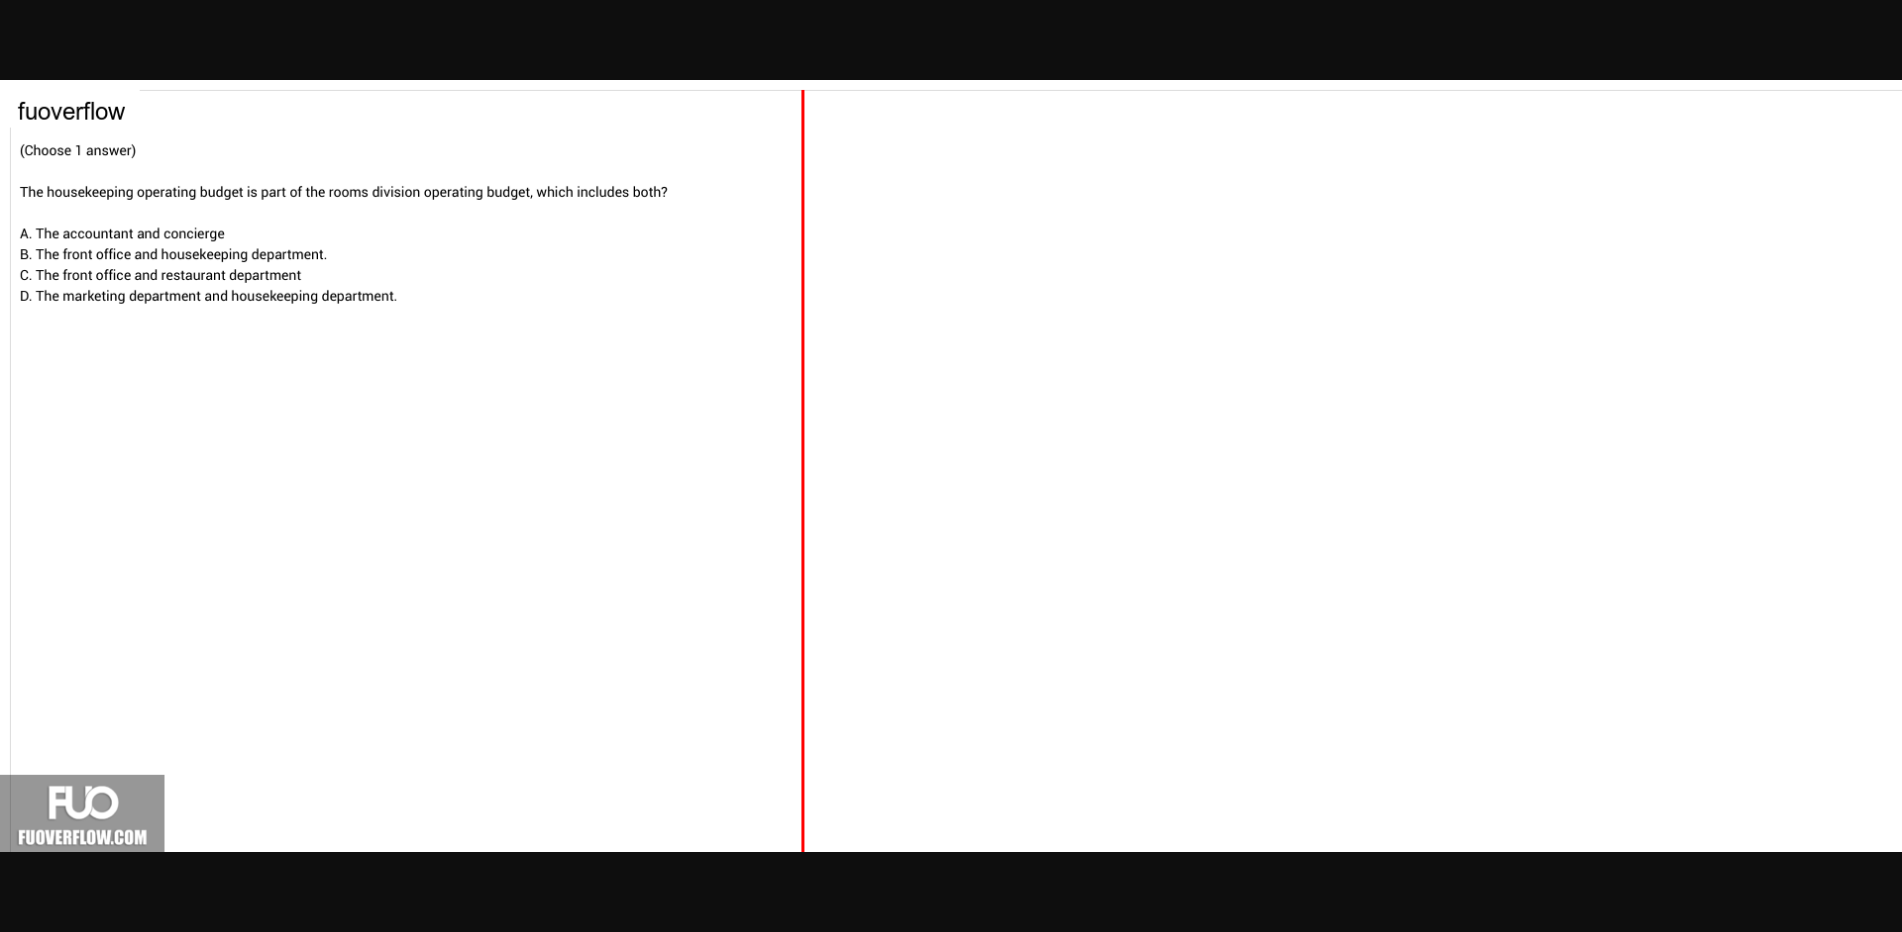 fuoverflow
(Choose 1 answer)
The housekeeping operating budget is part of the rooms division operating budget, which includes both?
A. The accountant and concierge
B. The front office and housekeeping department.
C. The front office and restaurant department
D. The marketing department and housekeeping department.
FUO
FUOVERFLOW.COM